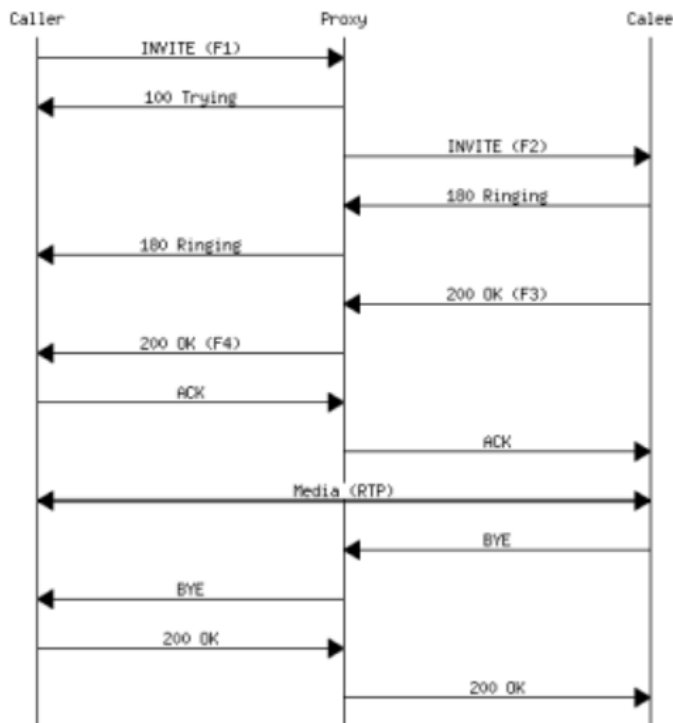 Caller Proxy Calee
INVITE (F1)
100 Trying
INVITE (F2)
180 Ringing
180 Ringing
200 OK (F3)
200 OK (F4)
ACK
ACK
Media (RTP)
BYE
BYE
200 OK
200 OK